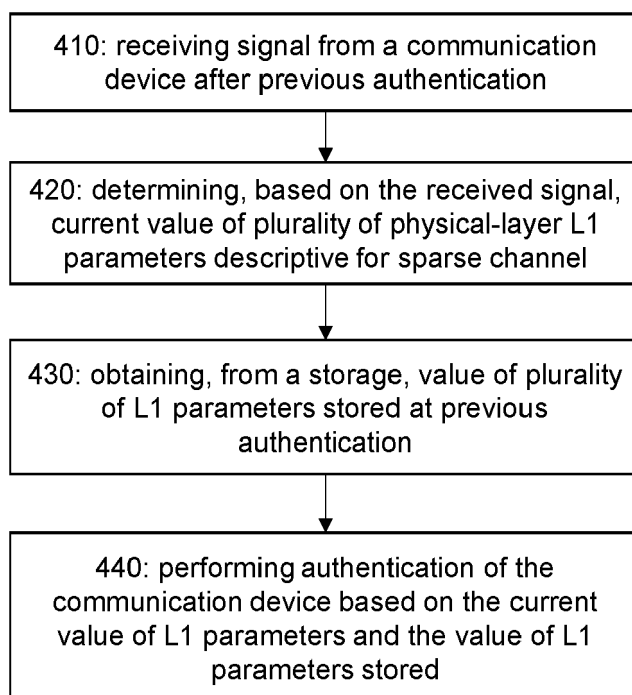 410: receiving signal from a communication
device after previous authentication
420: determining, based on the received signal,
current value of plurality of physical-layer L1
parameters descriptive for sparse channel
430: obtaining, from a storage, value of plurality
of L1 parameters stored at previous
authentication
440: performing authentication of the
communication device based on the current
value of L1 parameters and the value of L1
parameters stored